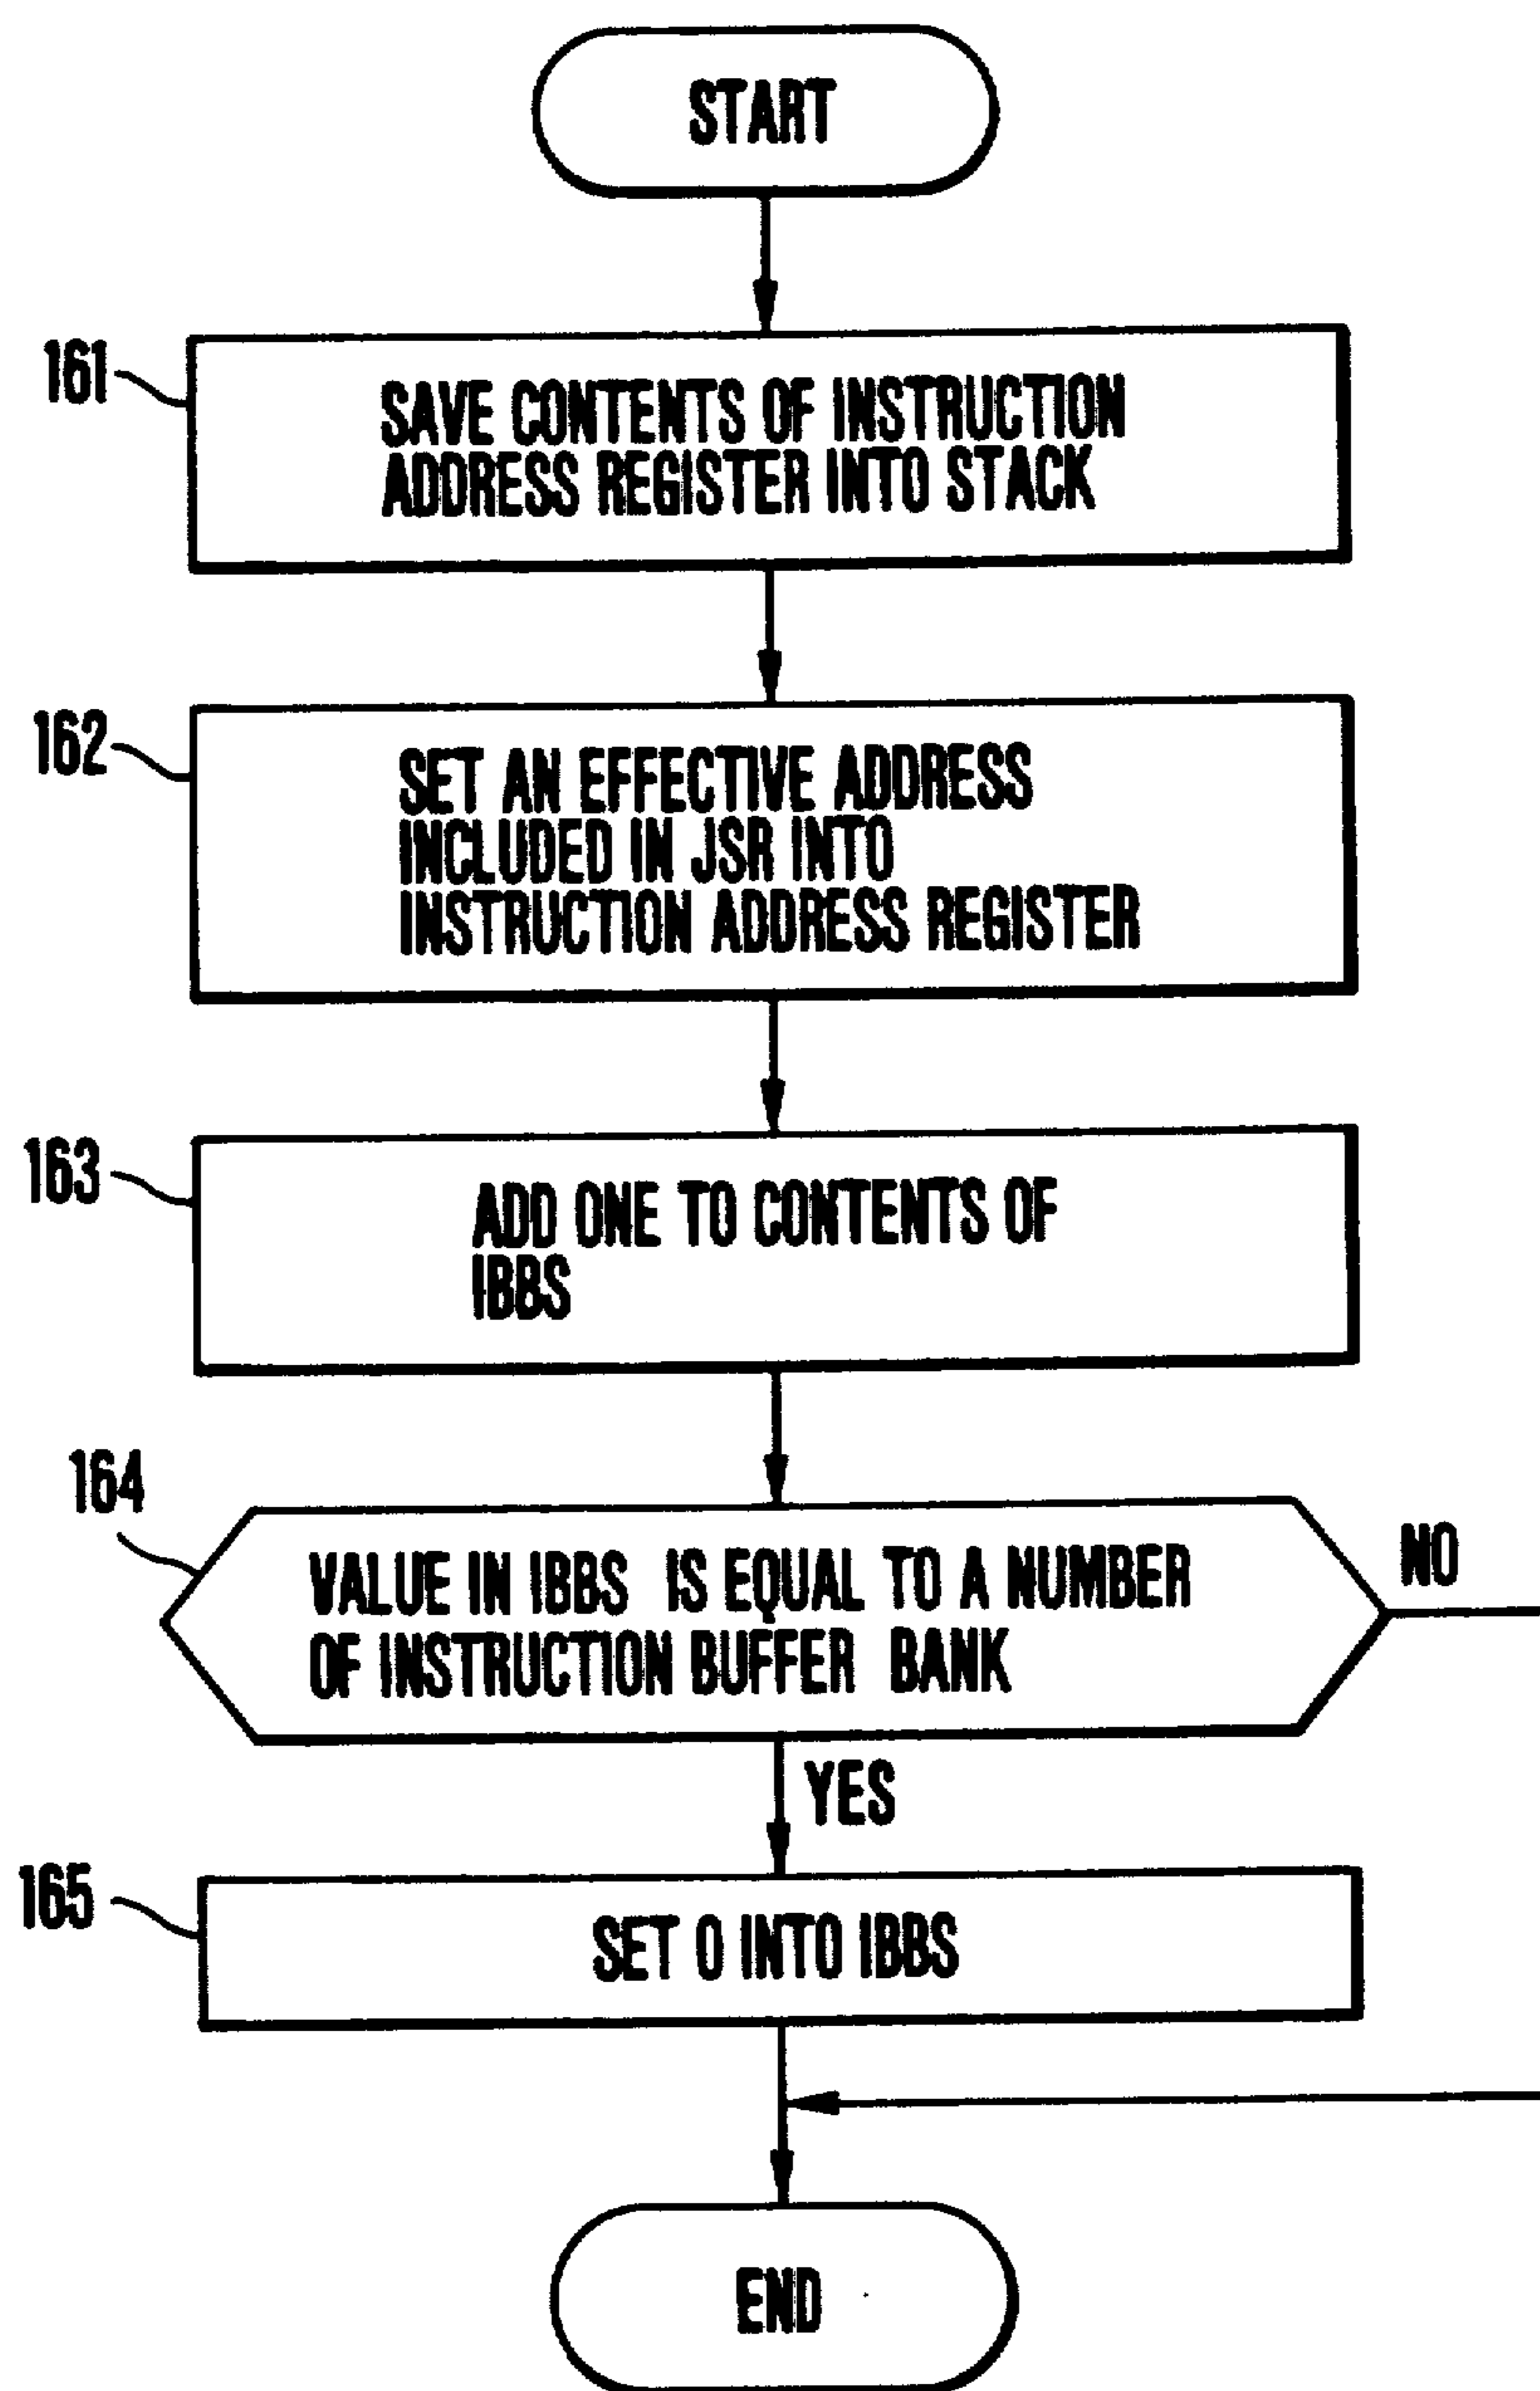 START
161
SAVE CONTENTS OF INSTRUCTION
ADDRESS REGISTER INTO STACK
162
SET AN EFFECTIVE ADDRESS
INCLUDED IN JSR INTO
INSTRUCTION ADDRESS REGISTER
163
ADD ONE TO CONTENTS OF
IBBS
164
VALUE IN IBBS IS EQUAL TO A NUMBER
OF INSTRUCTION BUFFER BANK
NO
YES
165
SET 0 INTO IBBS
END